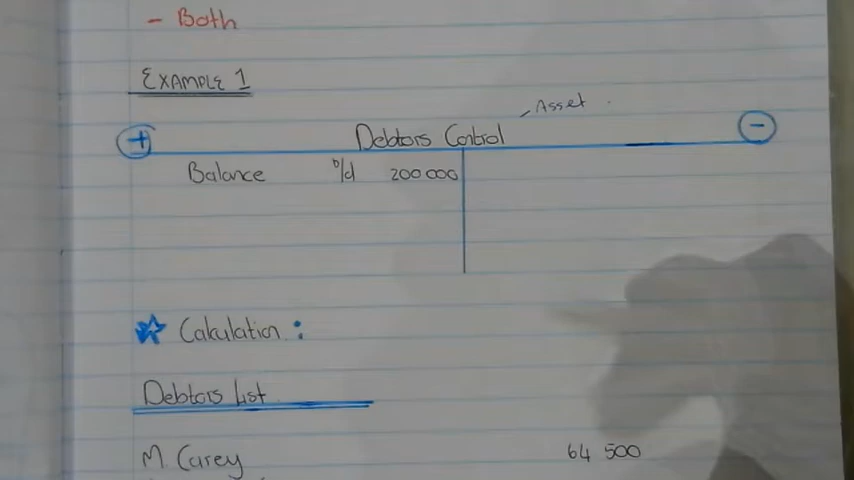 - Both
EXAMPLE 1
Asset
+ Debtors Control -
Balance b/d 200 000
Calculation :
Debtors List
M. Carey 64 500